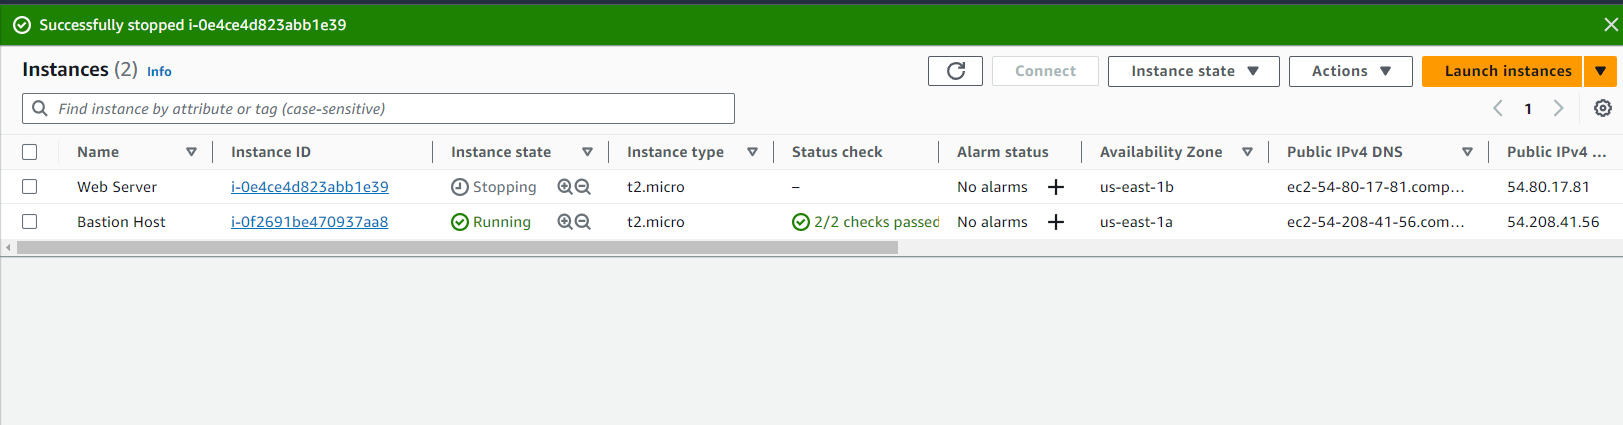 Successfully stopped i-0e4ce4d823abb1e39
Instances (2) Info
Connect Instance state Actions Launch instances
Find instance by attribute or tag (case-sensitive)
1
Name Instance ID Instance state Instance type Status check Alarm status Availability Zone Public IPv4 DNS Public IPv4 ...
Web Server i-0e4ce4d823abb1e39 Stopping t2.micro – No alarms + us-east-1b ec2-54-80-17-81.comp... 54.80.17.81
Bastion Host i-0f2691be470937aa8 Running t2.micro 2/2 checks passed No alarms + us-east-1a ec2-54-208-41-56.com... 54.208.41.56